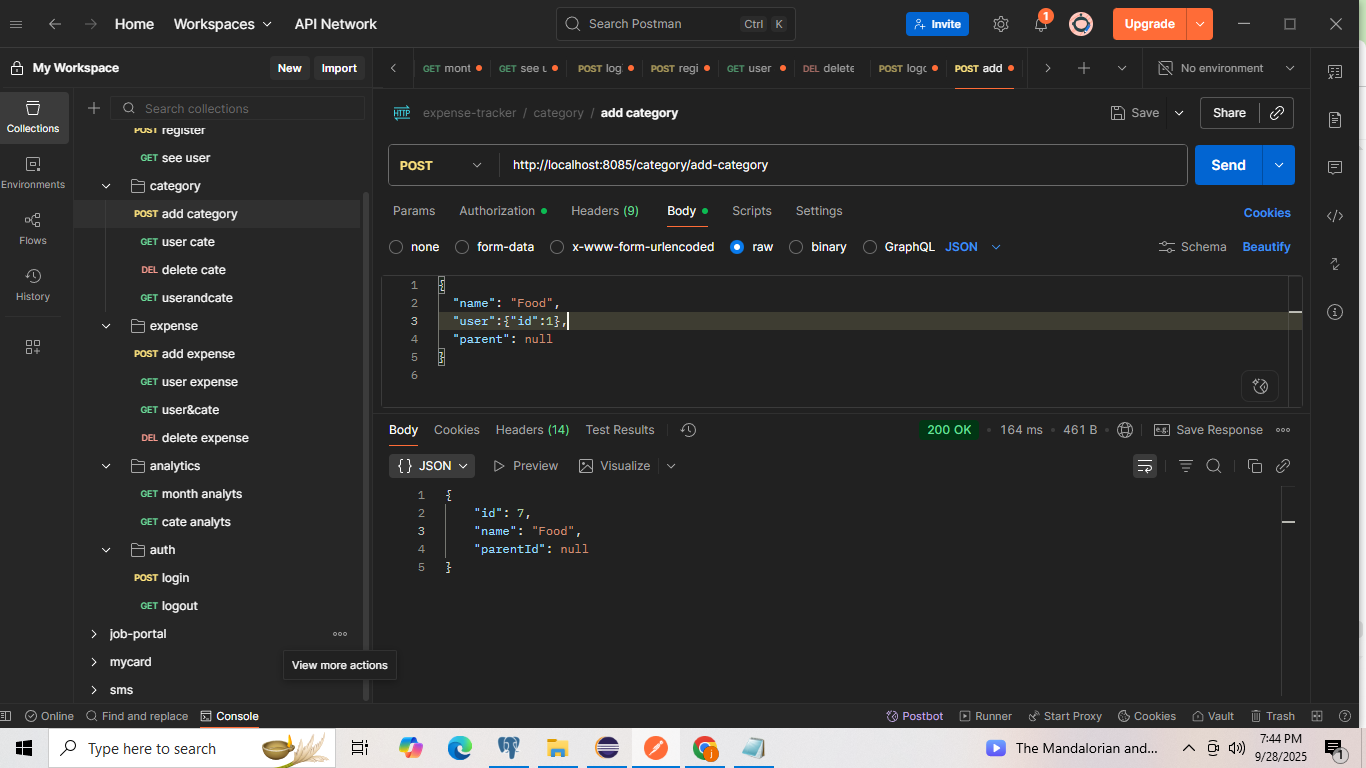 Home Workspaces API Network Search Postman Ctrl K Invite 1 Upgrade
My Workspace New Import GET mont GET see u POST log POST regi GET user DEL delete POST logo POST add No environment
Collections
Environments
Flows
History
Search collections
POST register
GET see user
category
POST add category
GET user cate
DEL delete cate
GET userandcate
expense
POST add expense
GET user expense
GET user&cate
DEL delete expense
analytics
GET month analyts
GET cate analyts
auth
POST login
GET logout
job-portal
mycard
sms
View more actions
HTTP expense-tracker / category / add category Save Share
POST http://localhost:8085/category/add-category Send
Params Authorization Headers (9) Body Scripts Settings Cookies
none form-data x-www-form-urlencoded raw binary GraphQL JSON Schema Beautify
1 {
2 "name": "Food",
3 "user":{"id":1},
4 "parent": null
5 }
6
Body Cookies Headers (14) Test Results 200 OK 164 ms 461 B e.g. Save Response
{} JSON Preview Visualize
1 {
2 "id": 7,
3 "name": "Food",
4 "parentId": null
5 }
Online Find and replace Console Postbot Runner Start Proxy Cookies Vault Trash
Type here to search The Mandalorian and... 7:44 PM
9/28/2025 1